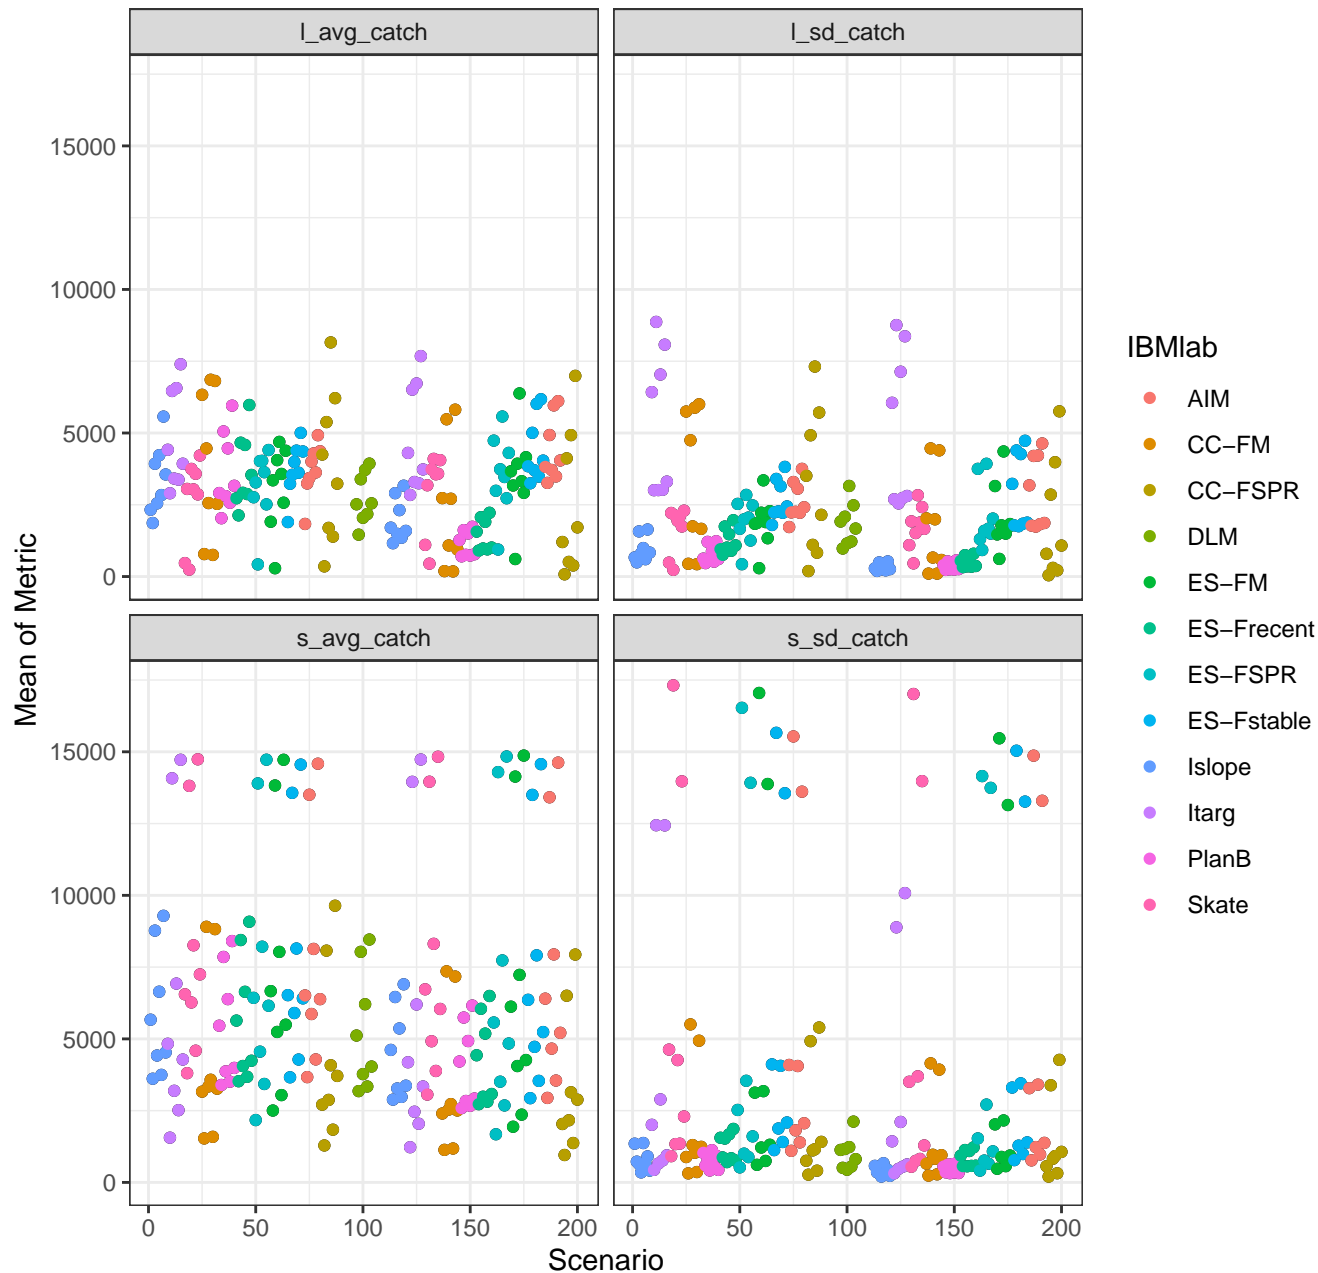 l_avg_catch
l_sd_catch
15000
10000
5000
0
s_avg_catch
s_sd_catch
15000
10000
5000
0
0 50 100 150 200
0 50 100 150 200
Scenario
Mean of Metric
IBMlab
AIM
CC−FM
CC−FSPR
DLM
ES−FM
ES−Frecent
ES−FSPR
ES−Fstable
Islope
Itarg
PlanB
Skate